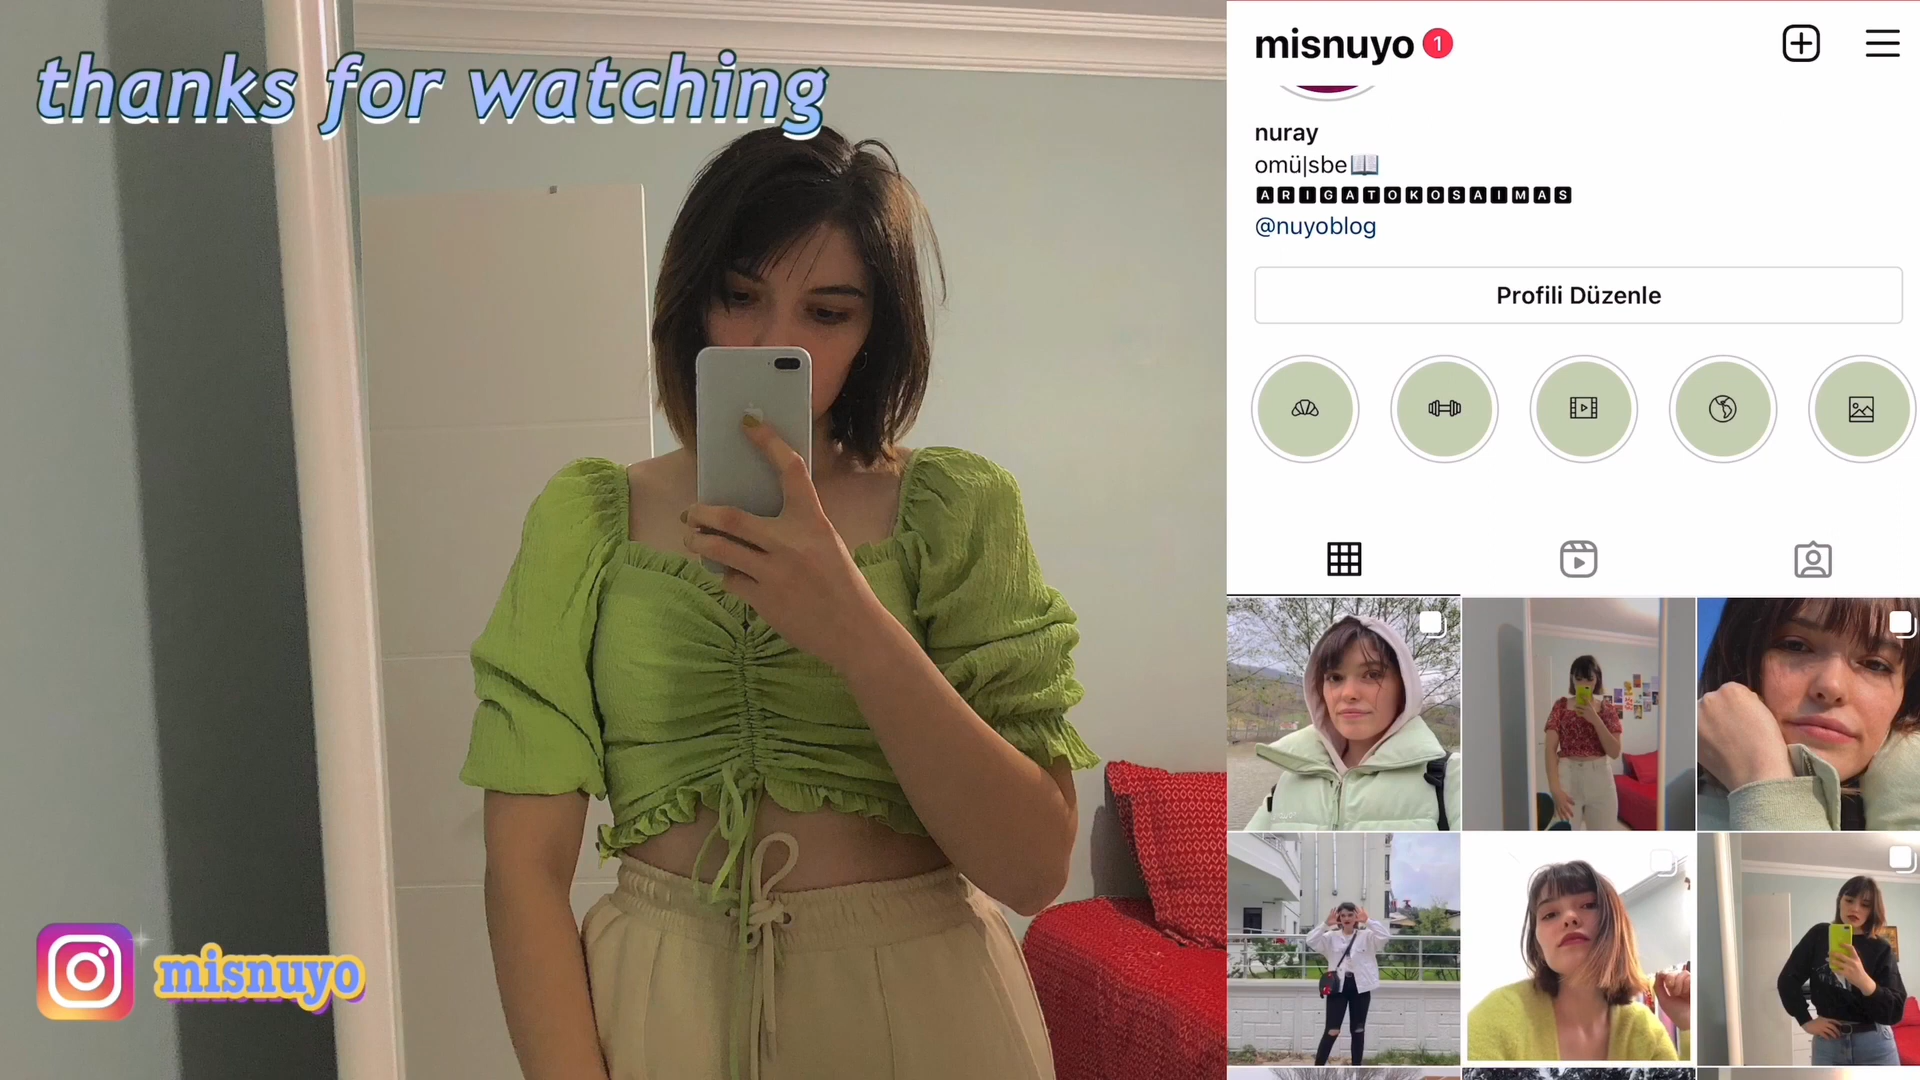 thanks for watching
misnuyo
misnuyo 1
nuray
omü|sbe📖
ARIGATOKOSAIMAS
@nuyoblog
Profili Düzenle